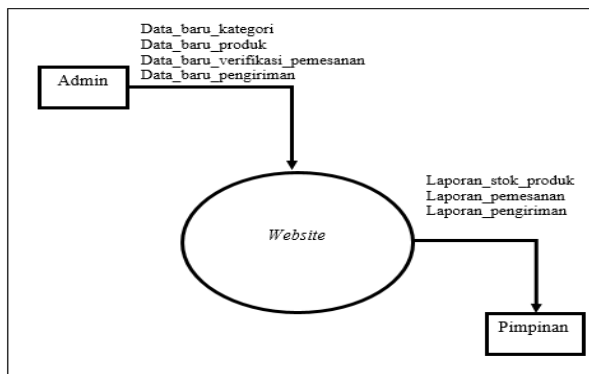 Data_baru_kategori
Data_baru_produk
Data_baru_verifikasi_pemesanan
Data_baru_pengiriman
Admin
Laporan_stok_produk
Laporan_pemesanan
Laporan_pengiriman
Website
Pimpinan